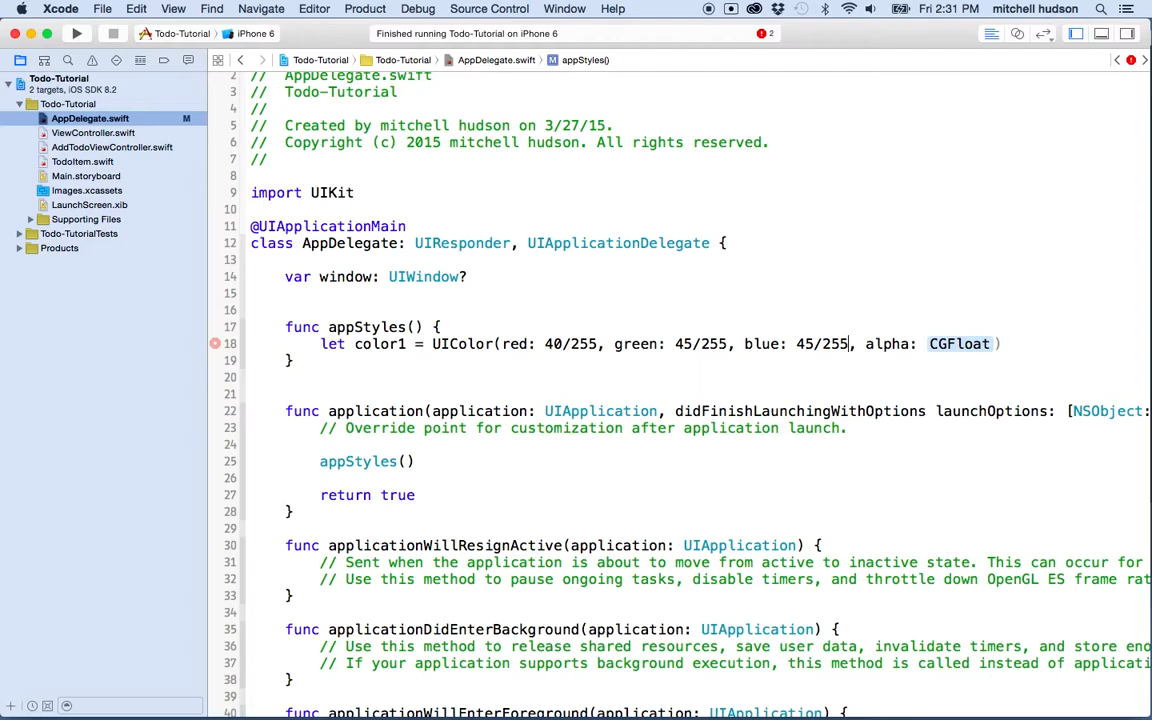 Xcode File Edit View Find Navigate Editor Product Debug Source Control Window Help Fri 2:31 PM mitchell hudson
Todo-Tutorial iPhone 6 Finished running Todo-Tutorial on iPhone 6 2
Todo-Tutorial Todo-Tutorial AppDelegate.swift M appStyles()
Todo-Tutorial
2 targets, iOS SDK 8.2
Todo-Tutorial
AppDelegate.swift M
ViewController.swift
AddTodoViewController.swift
TodoItem.swift
Main.storyboard
Images.xcassets
LaunchScreen.xib
Supporting Files
Todo-TutorialTests
Products
2 // AppDelegate.swift
3 // Todo-Tutorial
4 //
5 // Created by mitchell hudson on 3/27/15.
6 // Copyright (c) 2015 mitchell hudson. All rights reserved.
7 //
8
9 import UIKit
10
11 @UIApplicationMain
12 class AppDelegate: UIResponder, UIApplicationDelegate {
13
14 var window: UIWindow?
15
16
17 func appStyles() {
18 let color1 = UIColor(red: 40/255, green: 45/255, blue: 45/255, alpha: CGFloat)
19 }
20
21
22 func application(application: UIApplication, didFinishLaunchingWithOptions launchOptions: [NSObject:
23 // Override point for customization after application launch.
24
25 appStyles()
26
27 return true
28 }
29
30 func applicationWillResignActive(application: UIApplication) {
31 // Sent when the application is about to move from active to inactive state. This can occur for
32 // Use this method to pause ongoing tasks, disable timers, and throttle down OpenGL ES frame rat
33 }
34
35 func applicationDidEnterBackground(application: UIApplication) {
36 // Use this method to release shared resources, save user data, invalidate timers, and store eno
37 // If your application supports background execution, this method is called instead of applicati
38 }
39
40 func applicationWillEnterForeground(application: UIApplication) {